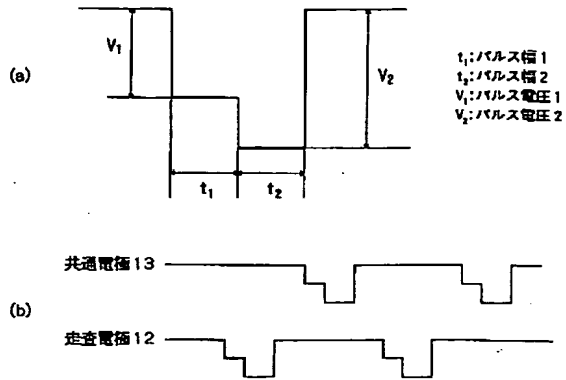 (a)
V₁
V₂
t₁
t₂
t₁:パルス幅1
t₂:パルス幅2
V₁:パルス電圧1
V₂:パルス電圧2
(b)
共通電極13
走査電極12